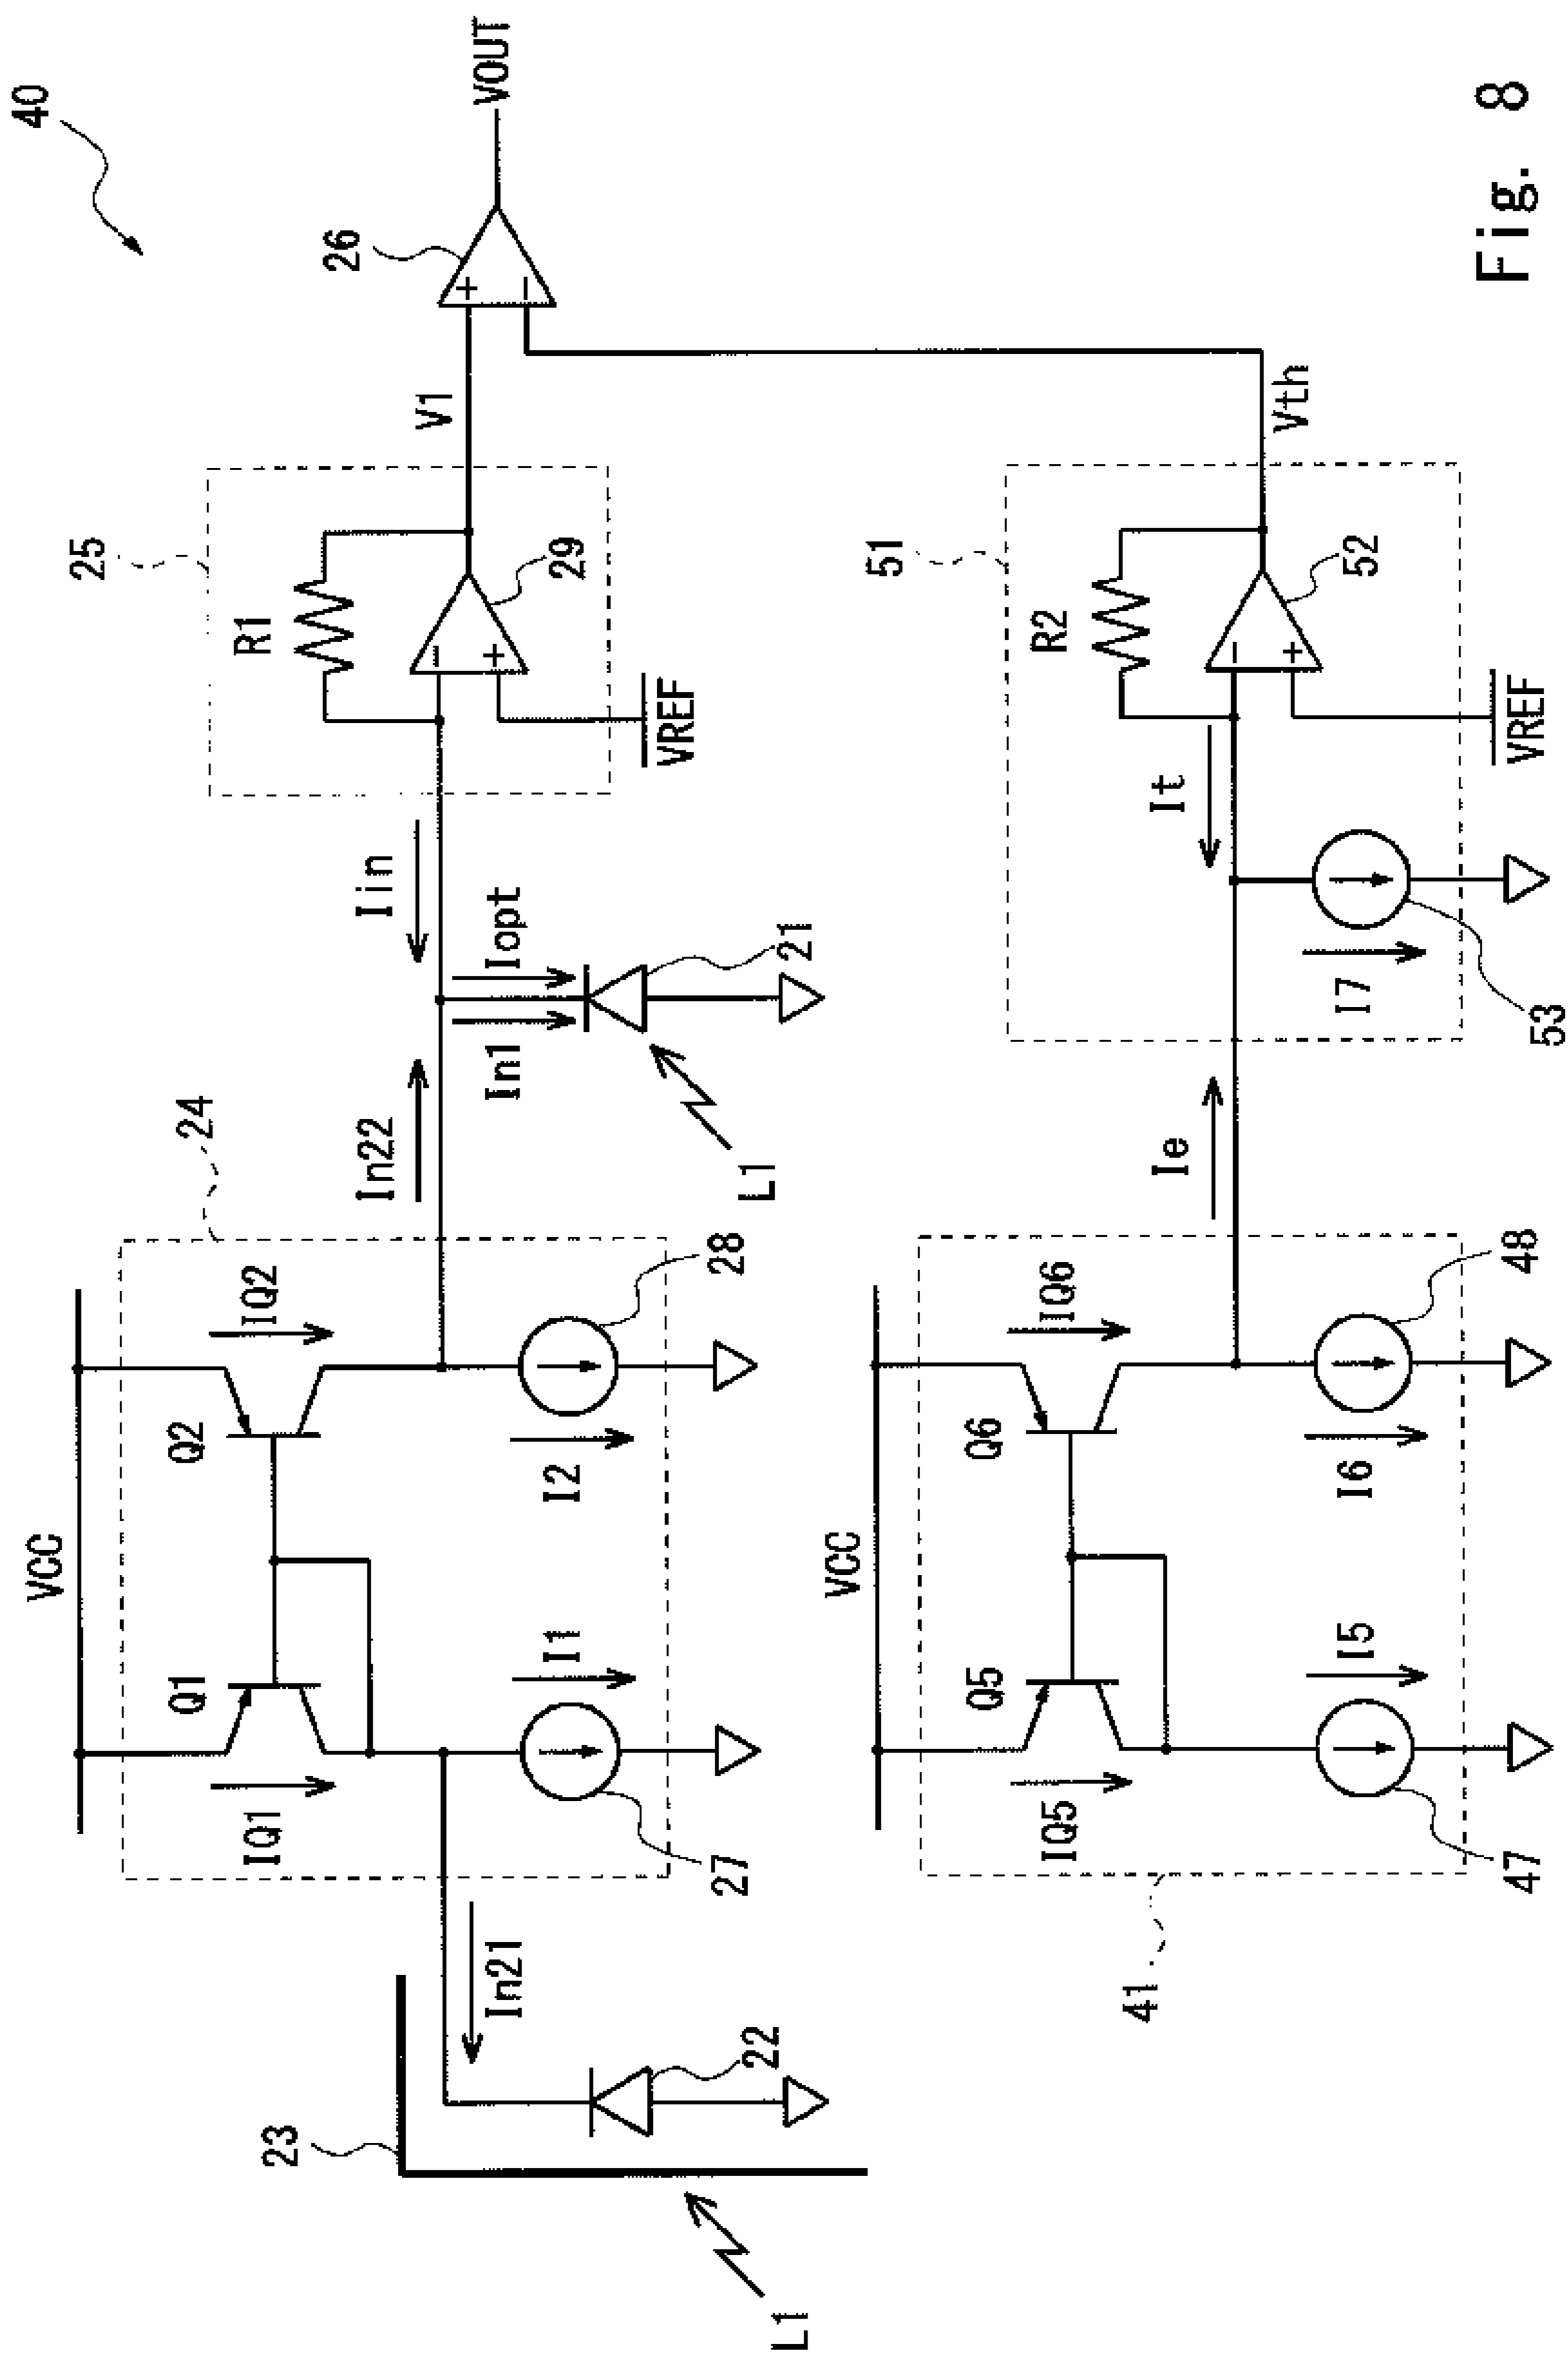 40
VCC
24
25
26
VOUT
Q1
Q2
IQ1
IQ2
R1
V1
In22
Iin
29
I1
I2
23
In21
In1
Iopt
VREF
27
28
22
21
L1
L1
VCC
51
Q5
Q6
IQ5
IQ6
R2
Ie
It
Vth
52
41
I5
I6
I7
VREF
47
48
53
Fig. 8